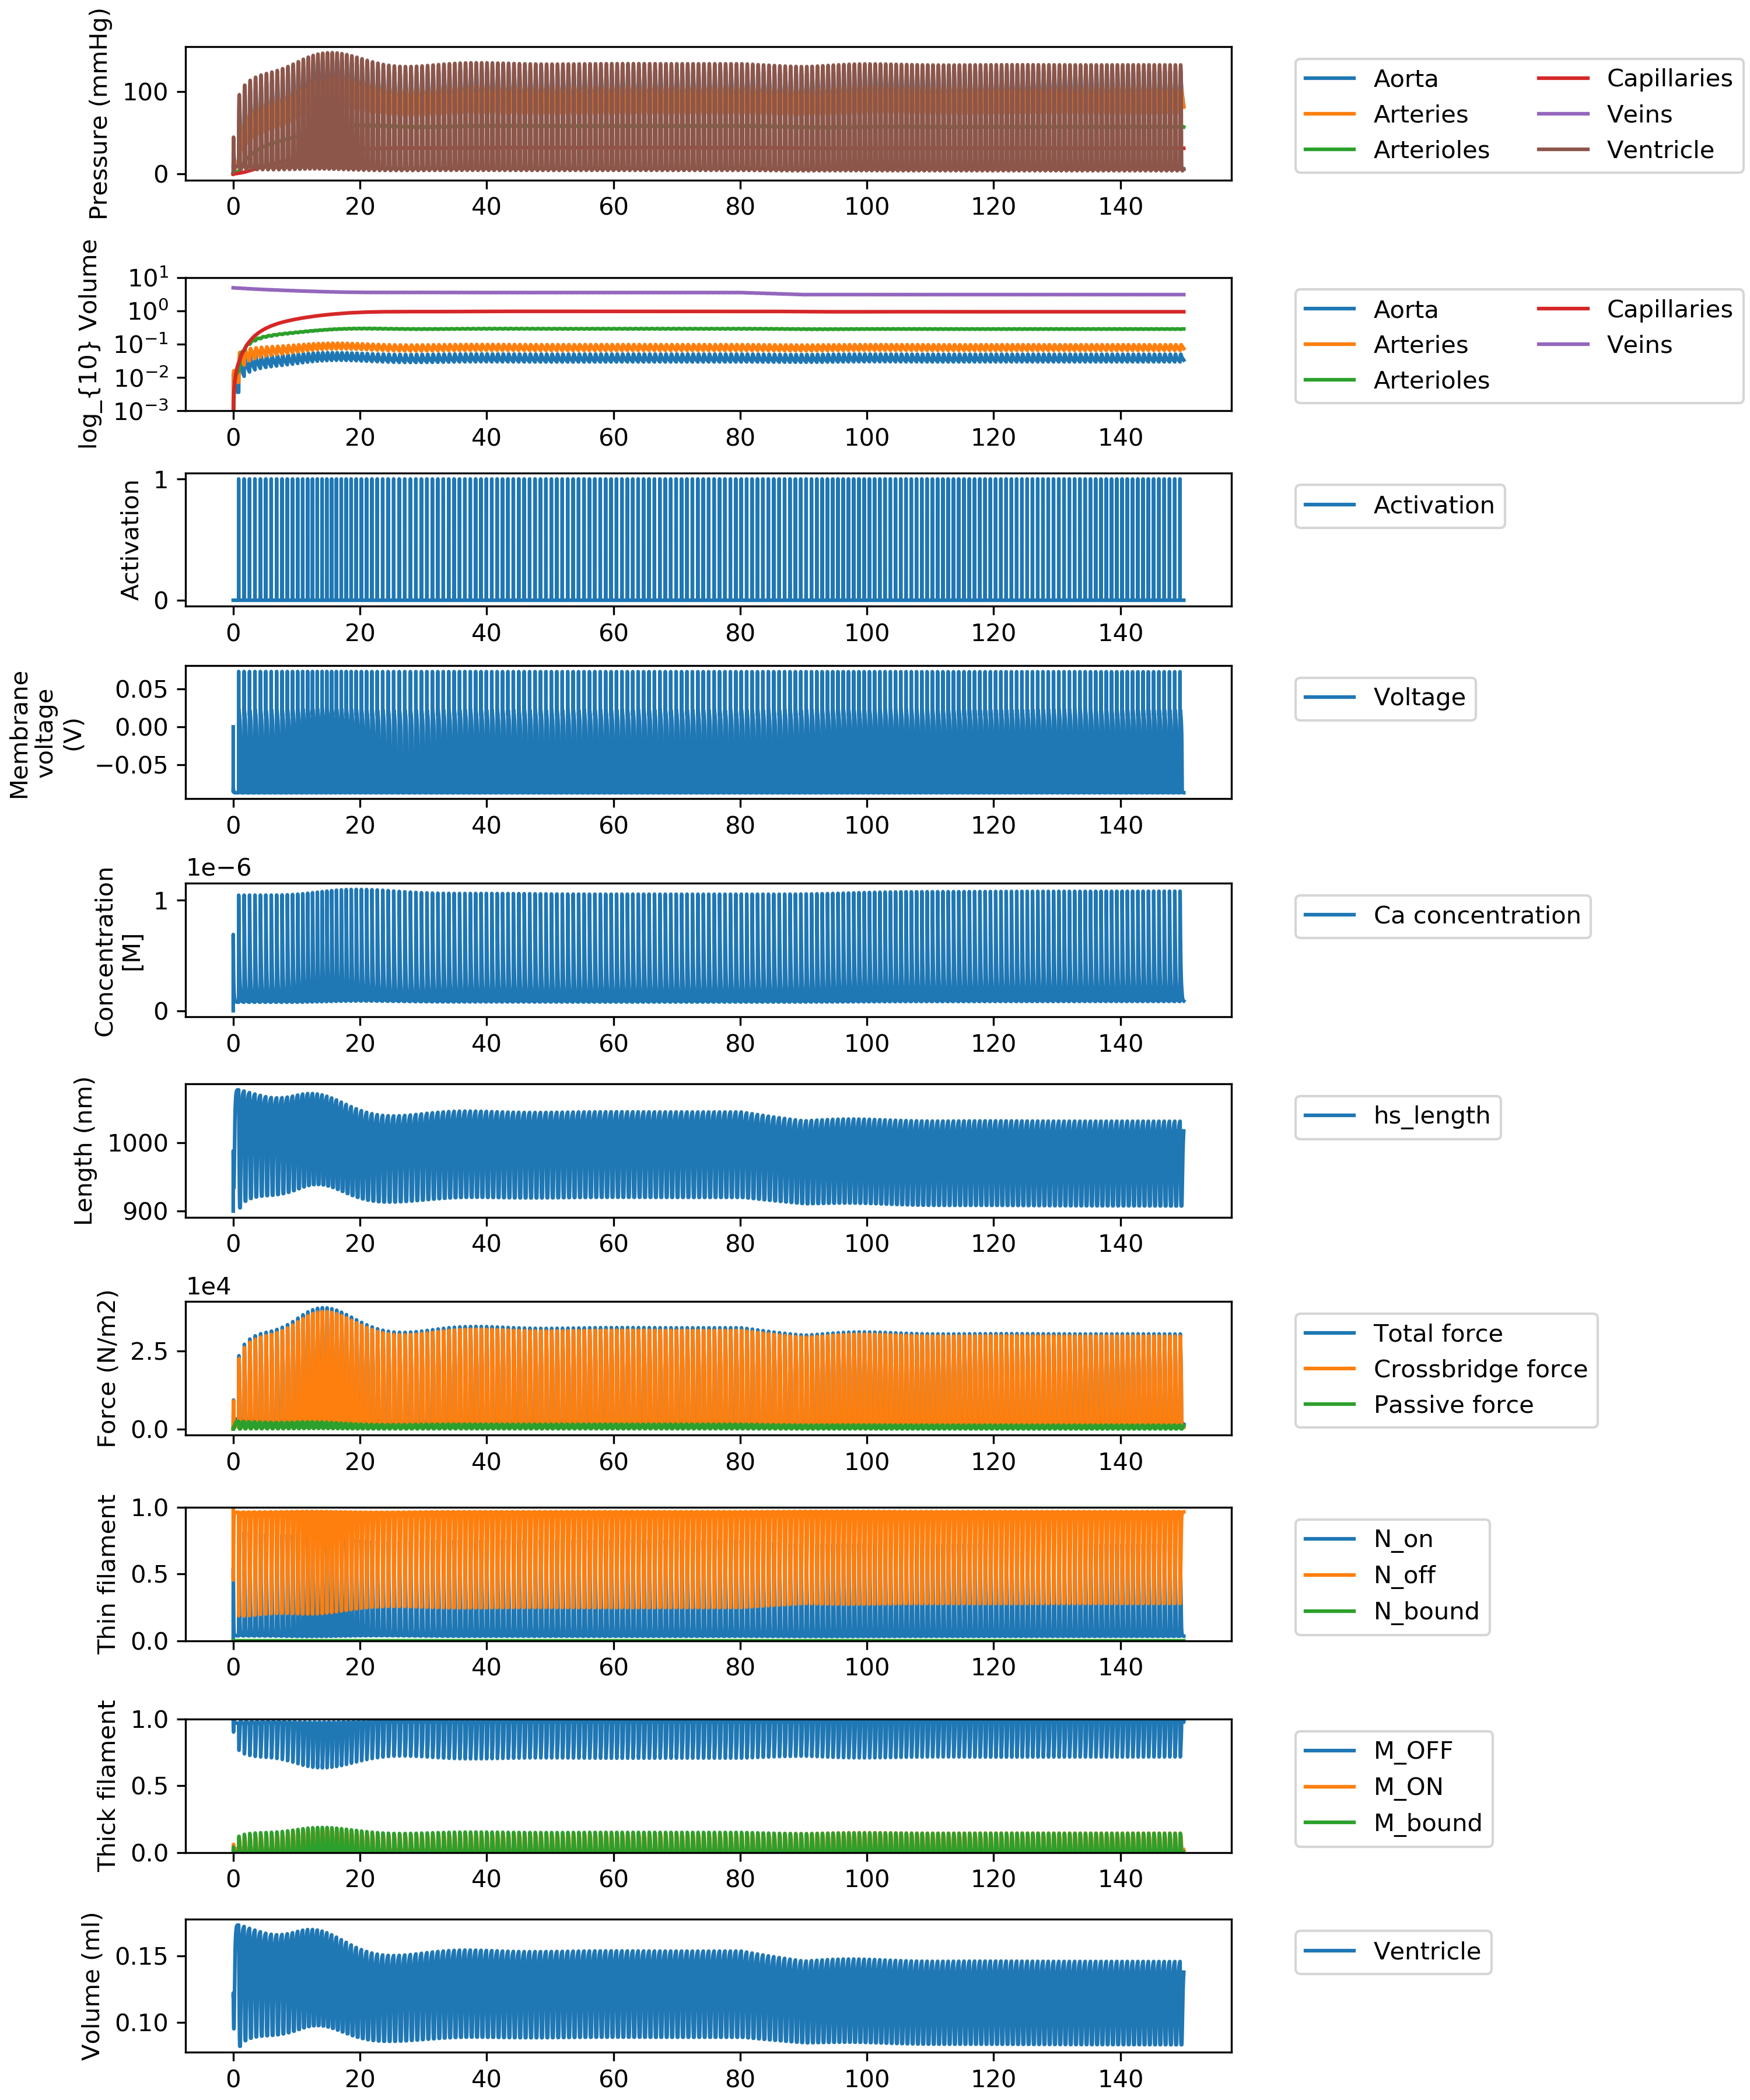 Pressure (mmHg)
100
0
0 20 40 60 80 100 120 140
Aorta Capillaries
Arteries Veins
Arterioles Ventricle
log_{10} Volume
10¹
10⁰
10⁻¹
10⁻²
10⁻³
0 20 40 60 80 100 120 140
Aorta Capillaries
Arteries Veins
Arterioles
Activation
1
0
0 20 40 60 80 100 120 140
Activation
Membrane
voltage
(V)
0.05
0.00
−0.05
0 20 40 60 80 100 120 140
Voltage
1e−6
Concentration
[M]
1
0
0 20 40 60 80 100 120 140
Ca concentration
Length (nm)
1000
900
0 20 40 60 80 100 120 140
hs_length
1e4
Force (N/m2)
2.5
0.0
0 20 40 60 80 100 120 140
Total force
Crossbridge force
Passive force
Thin filament
1.0
0.5
0.0
0 20 40 60 80 100 120 140
N_on
N_off
N_bound
Thick filament
1.0
0.5
0.0
0 20 40 60 80 100 120 140
M_OFF
M_ON
M_bound
Volume (ml)
0.15
0.10
0 20 40 60 80 100 120 140
Ventricle